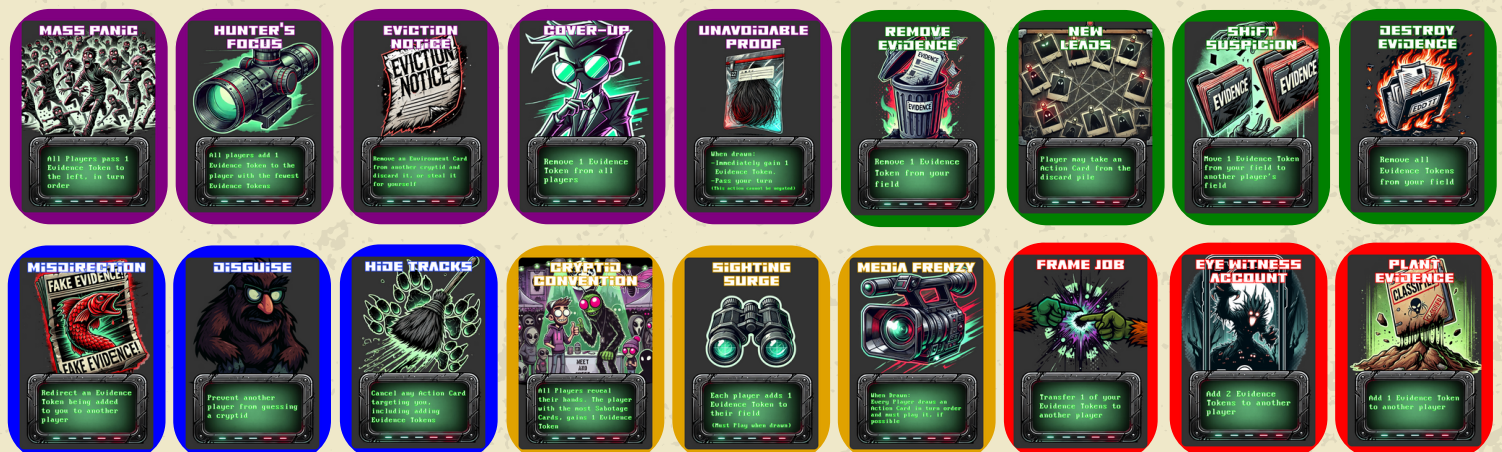 MASS PANIC
All Players pass 1
Evidence Token to
the left, in turn
order
HUNTER'S
FOCUS
All players add 1
Evidence Token to the
player with the fewest
Evidence Tokens
EVICTION
NOTICE
EVICTION
NOTICE
Remove an Environment Card
from another cryptid and
discard it, or steal it
for yourself
COVER-UP
Remove 1 Evidence
Token from all
players
UNAVOIDABLE
PROOF
When drawn:
-Immediately gain 1
Evidence Token.
-Pass your turn
(This action cannot be negated)
REMOVE
EVIDENCE
EVIDENCE
Remove 1 Evidence
Token from your
field
NEW
LEADS
Player may take an
Action Card from the
discard pile
SHIFT
SUSPICION
EVIDENCE
EVIDENCE
Move 1 Evidence Token
from your field to
another player's
field
DESTROY
EVIDENCE
Remove all
Evidence Tokens
from your field
MISDIRECTION
FAKE EVIDENCE!
FAKE EVIDENCE!
Redirect an Evidence
Token being added
to you to another
player
DISGUISE
Prevent another
player from guessing
a cryptid
HIDE TRACKS
Cancel any Action Card
targeting you,
including adding
Evidence Tokens
CRYPTID
CONVENTION
MEET
AND
All Players reveal
their hands. The player
with the most Sabotage
Cards, gains 1 Evidence
Token
SIGHTING
SURGE
Each player adds 1
Evidence Token to
their field
(Must Play when drawn)
MEDIA FRENZY
When Drawn:
Every Player draws an
Action Card in turn order
and must play it, if
possible
FRAME JOB
Transfer 1 of your
Evidence Tokens to
another player
EYE WITNESS
ACCOUNT
Add 2 Evidence
Tokens to another
player
PLANT
EVIDENCE
Add 1 Evidence Token
to another player